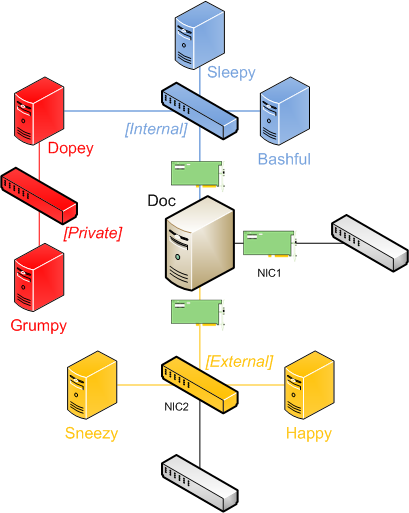 Sleepy
[Internal]
Dopey
Bashful
Doc
[Private]
NIC1
Grumpy
[External]
NIC2
Sneezy
Happy